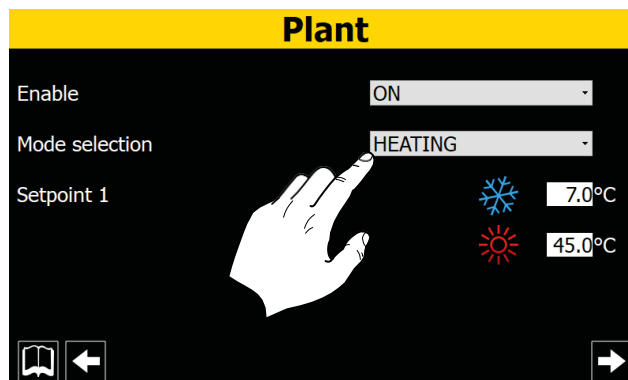 Plant
Enable ON
Mode selection HEATING
Setpoint 1 7.0°C
45.0°C